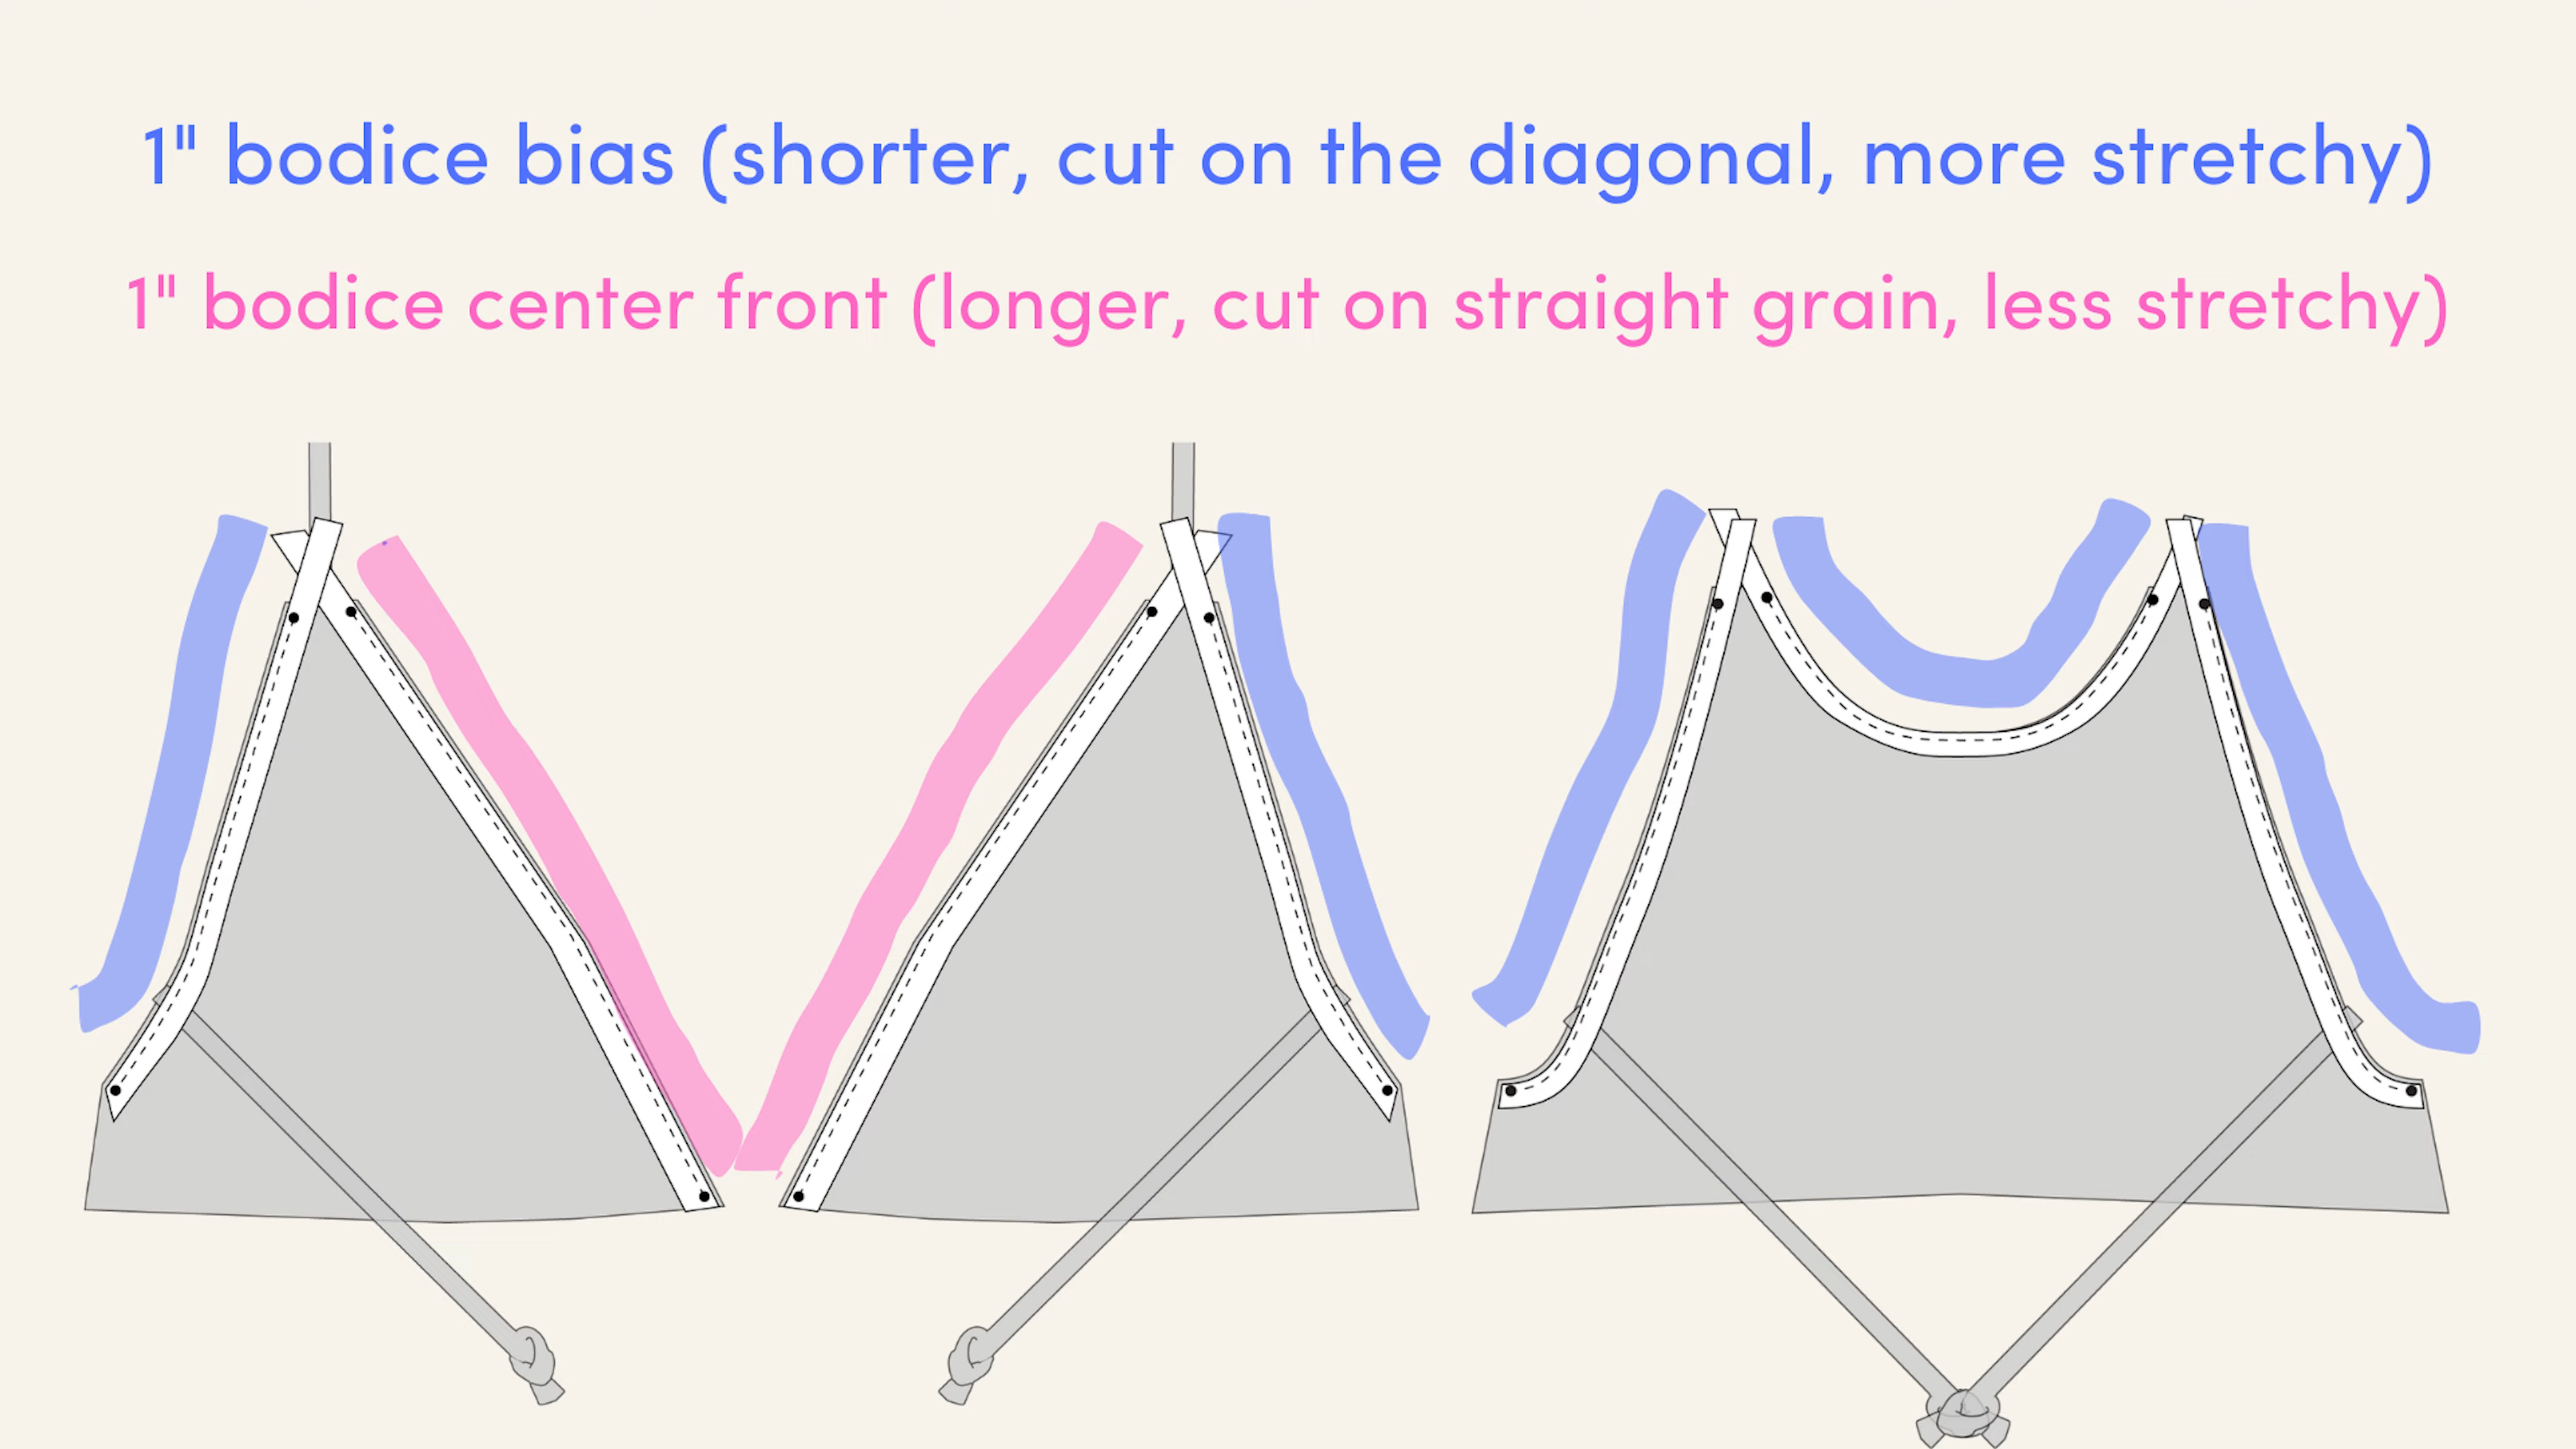 1" bodice bias (shorter, cut on the diagonal, more stretchy)
1" bodice center front (longer, cut on straight grain, less stretchy)